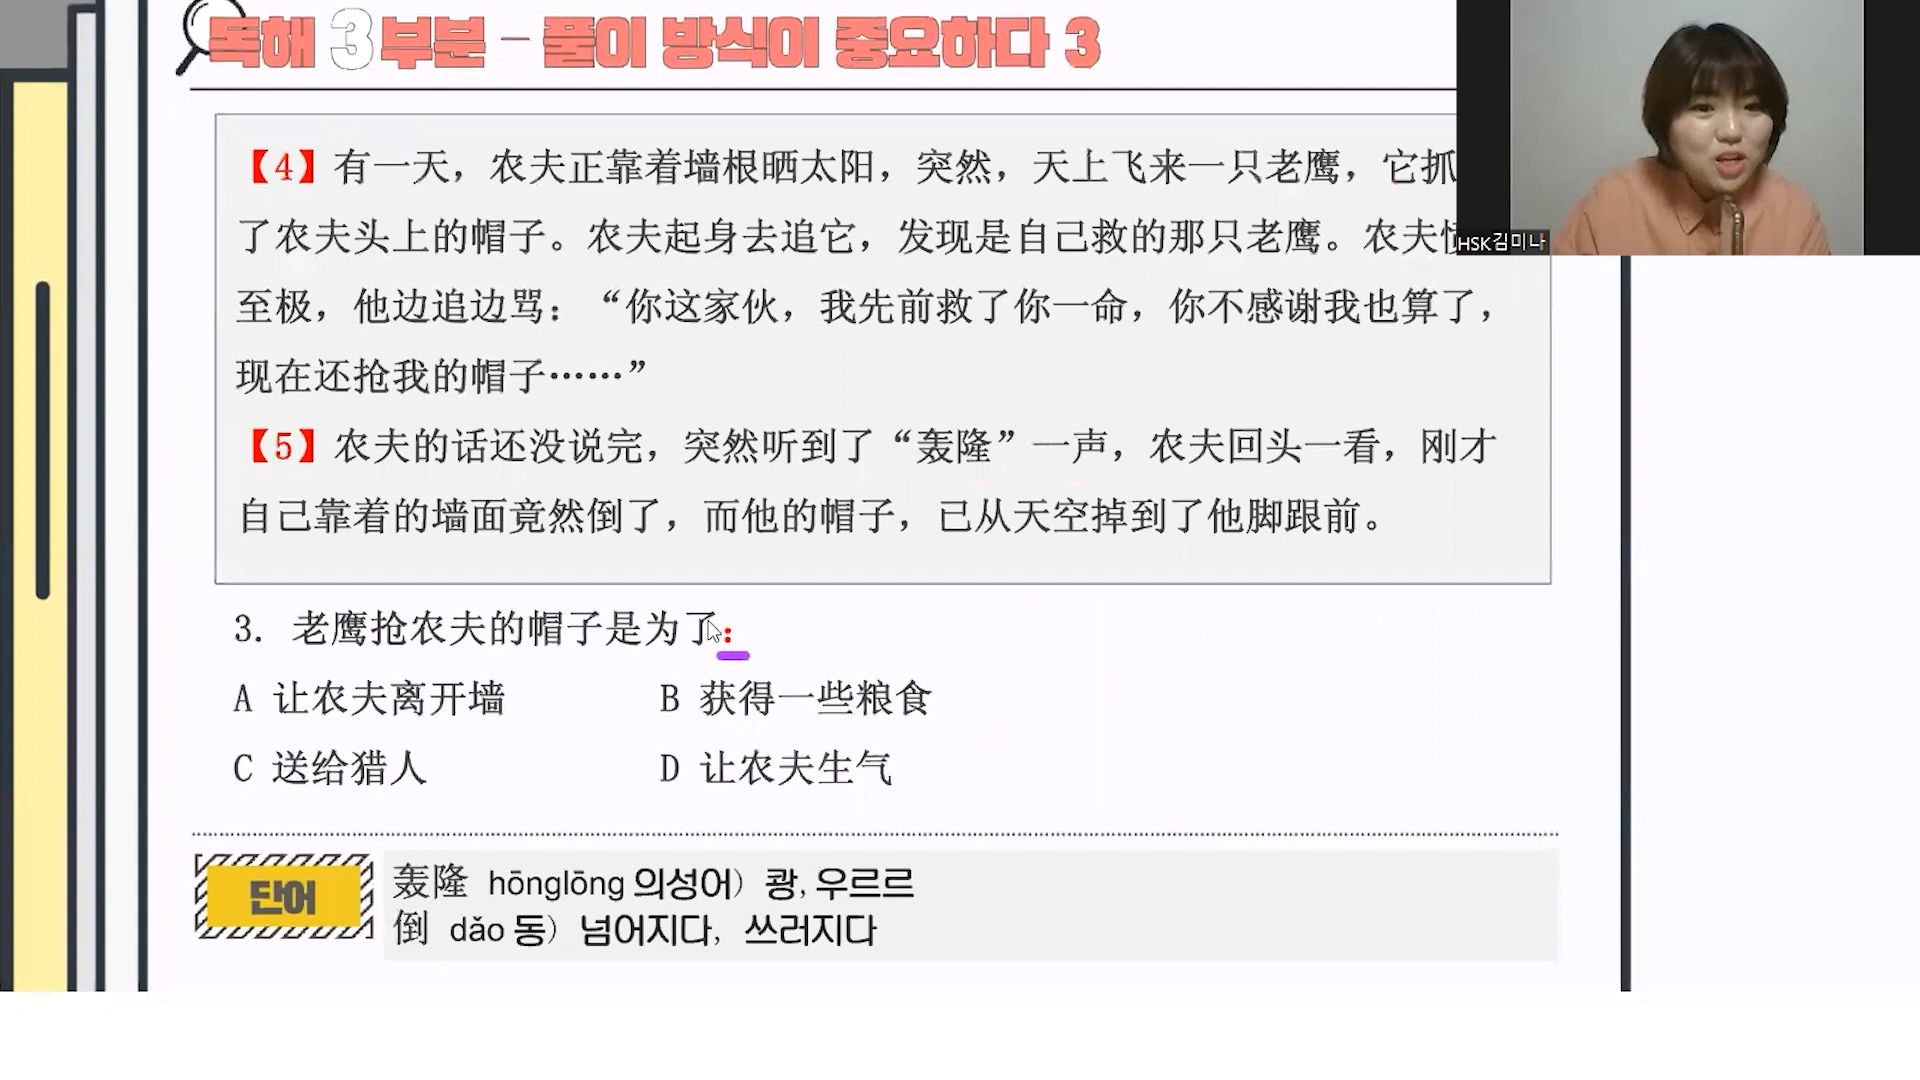 독해 3 부분 - 풀이 방식이 중요하다 3
【4】有一天，农夫正靠着墙根晒太阳，突然，天上飞来一只老鹰，它抓
了农夫头上的帽子。农夫起身去追它，发现是自己救的那只老鹰。农夫
至极，他边追边骂：“你这家伙，我先前救了你一命，你不感谢我也算了，
现在还抢我的帽子……”
【5】农夫的话还没说完，突然听到了“轰隆”一声，农夫回头一看，刚才
自己靠着的墙面竟然倒了，而他的帽子，已从天空掉到了他脚跟前。
3. 老鹰抢农夫的帽子是为了：
A 让农夫离开墙 B 获得一些粮食
C 送给猎人 D 让农夫生气
단어
轰隆 hōnglōng 의성어) 쾅, 우르르
倒 dǎo 동) 넘어지다, 쓰러지다
HSK김미나